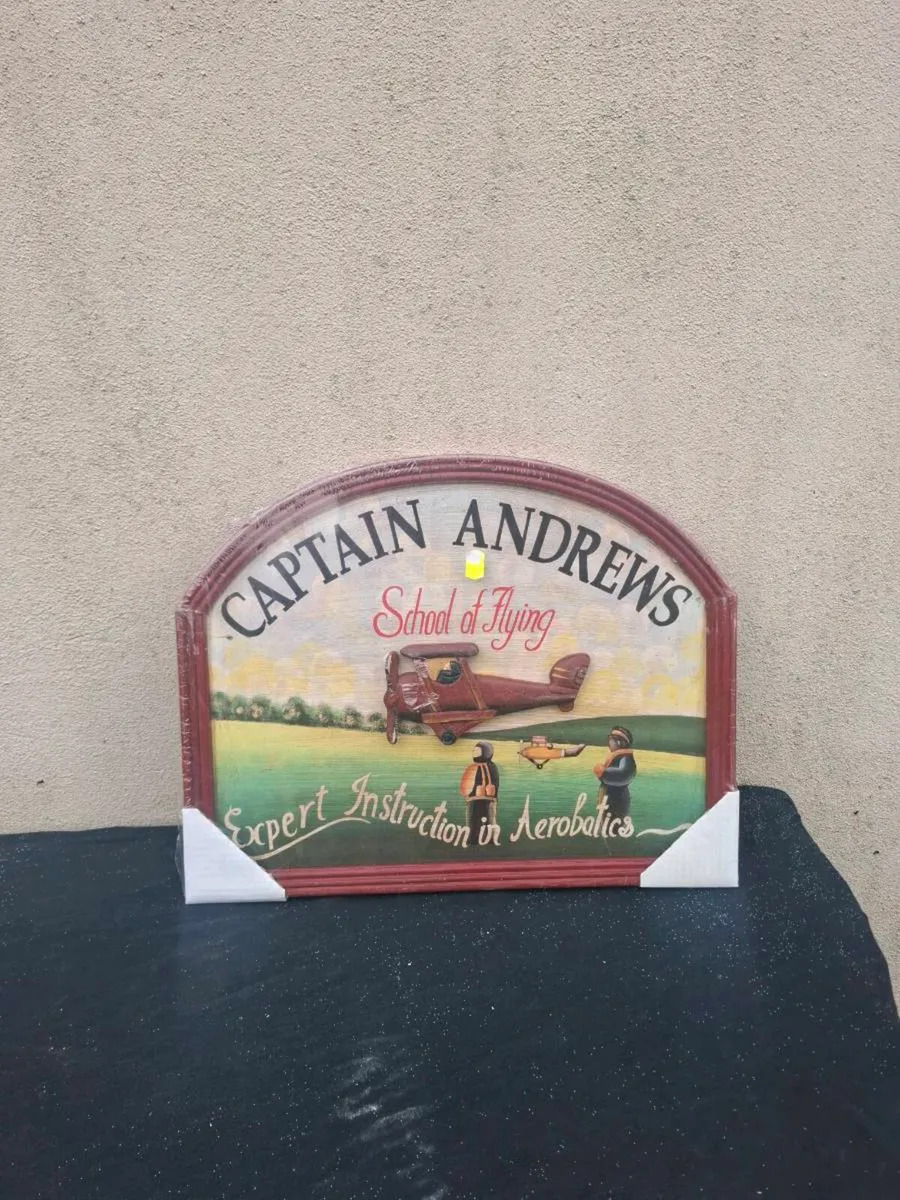 CAPTAIN ANDREWS
School of Flying
Expert Instruction in Aerobatics